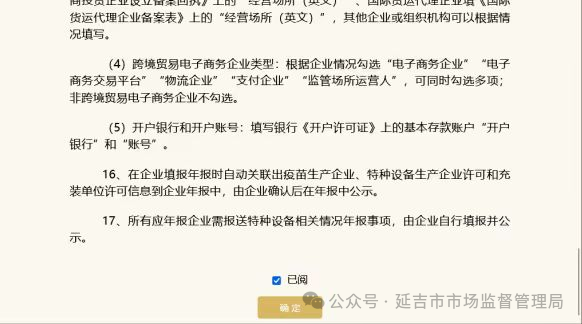 商投资企业设立备案回执》上的“经营场所（英文）”、国际货运代理企业填《国际
货运代理企业备案表》上的“经营场所（英文）”，其他企业或组织机构可以根据情
况填写。
（4）跨境贸易电子商务企业类型：根据企业情况勾选“电子商务企业”“电子
商务交易平台”“物流企业”“支付企业”“监管场所运营人”，可同时勾选多项；
非跨境贸易电子商务企业不勾选。
（5）开户银行和开户账号：填写银行《开户许可证》上的基本存款账户“开户
银行”和“账号”。
16、在企业填报年报时自动关联出疫苗生产企业、特种设备生产企业许可和充
装单位许可信息到企业年报中，由企业确认后在年报中公示。
17、所有应年报企业需报送特种设备相关情况年报事项，由企业自行填报并公
示。
已阅
确定
公众号·延吉市市场监督管理局